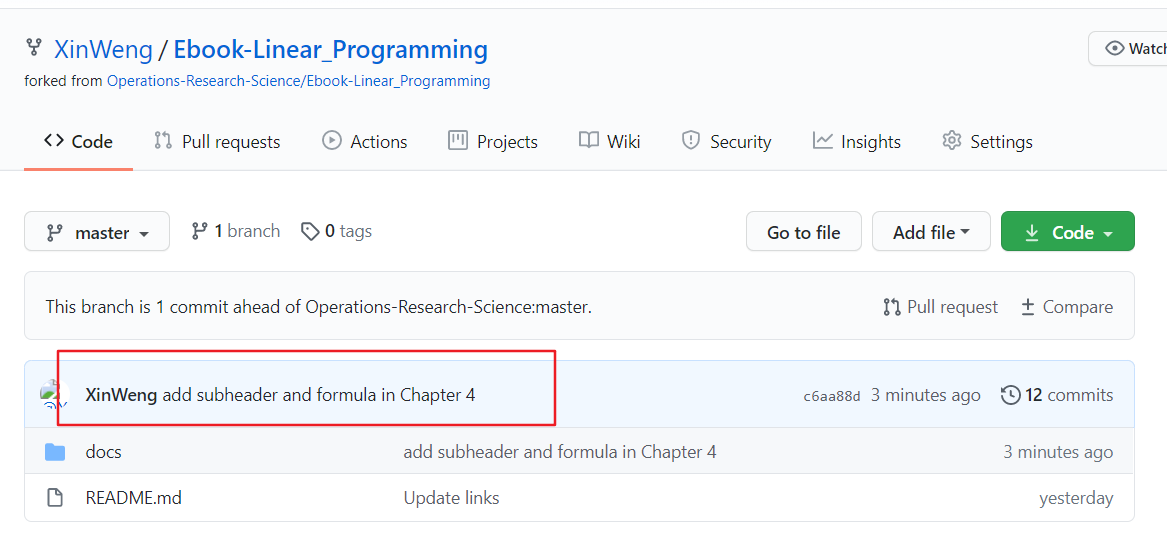 XinWeng / Ebook-Linear_Programming
Watch
forked from Operations-Research-Science/Ebook-Linear_Programming
Code Pull requests Actions Projects Wiki Security Insights Settings
master 1 branch 0 tags Go to file Add file Code
This branch is 1 commit ahead of Operations-Research-Science:master. Pull request Compare
XinWeng add subheader and formula in Chapter 4 c6aa88d 3 minutes ago 12 commits
docs add subheader and formula in Chapter 4 3 minutes ago
README.md Update links yesterday